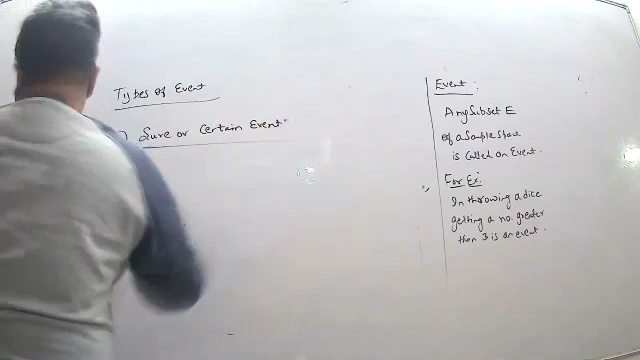 Types of Event
) Sure or Certain Event"
Event:
Any Subset E
of a Sample Space
is Called an Event.
For Ex:
In throwing a dice
getting a no. greater
then 3 is an event.